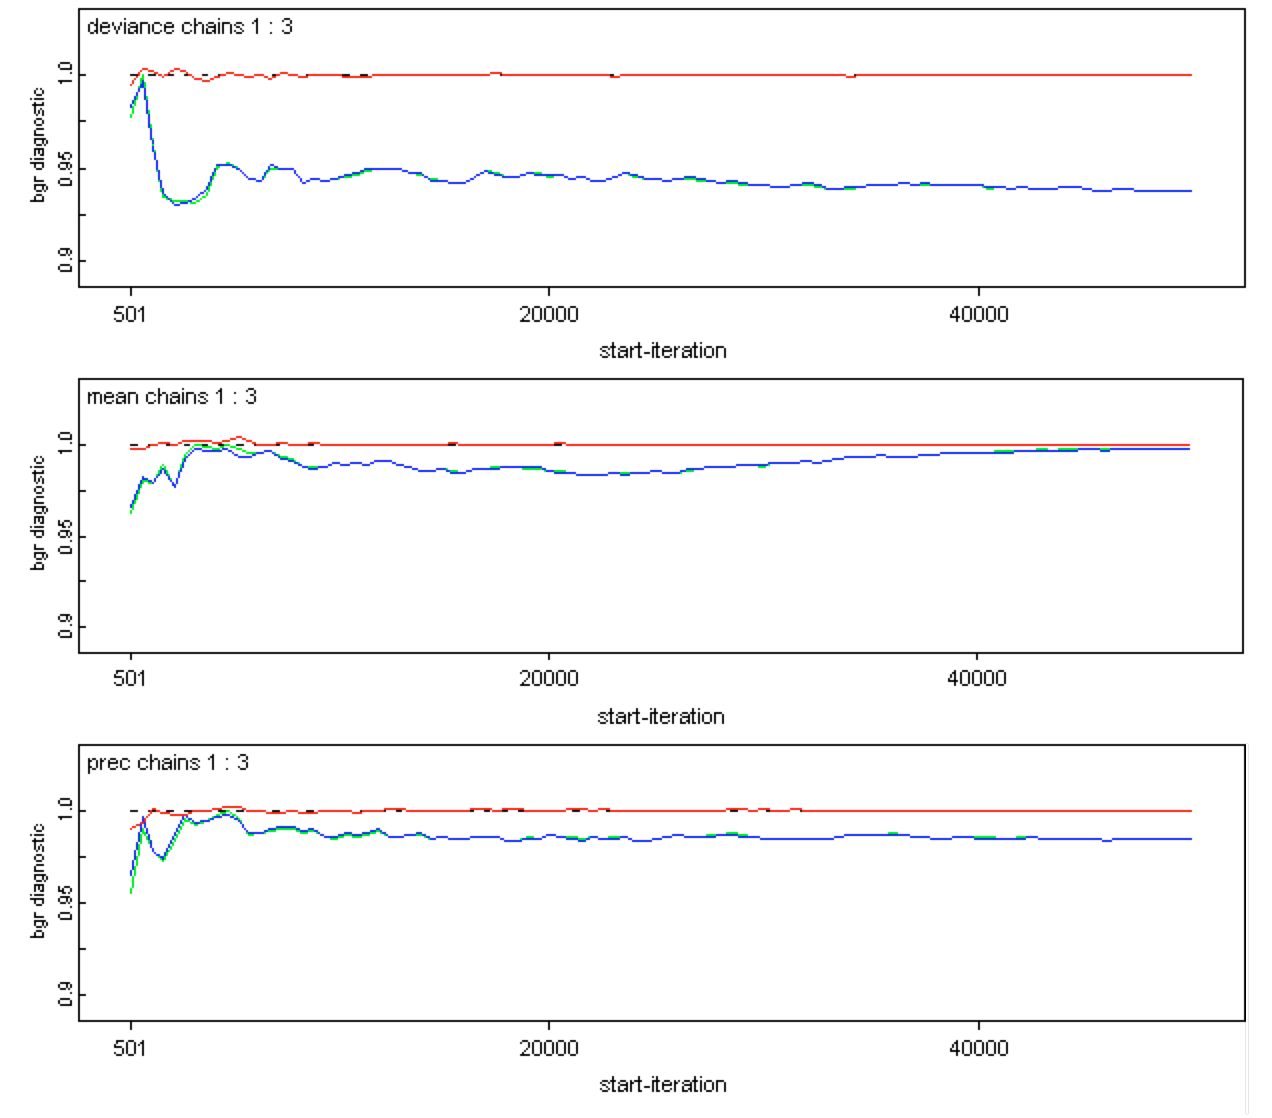 deviance chains 1 : 3
bgr diagnostic
1.0
0.95
0.9
501 20000 40000
start-iteration
mean chains 1 : 3
bgr diagnostic
1.0
0.95
0.9
501 20000 40000
start-iteration
prec chains 1 : 3
bgr diagnostic
1.0
0.95
0.9
501 20000 40000
start-iteration